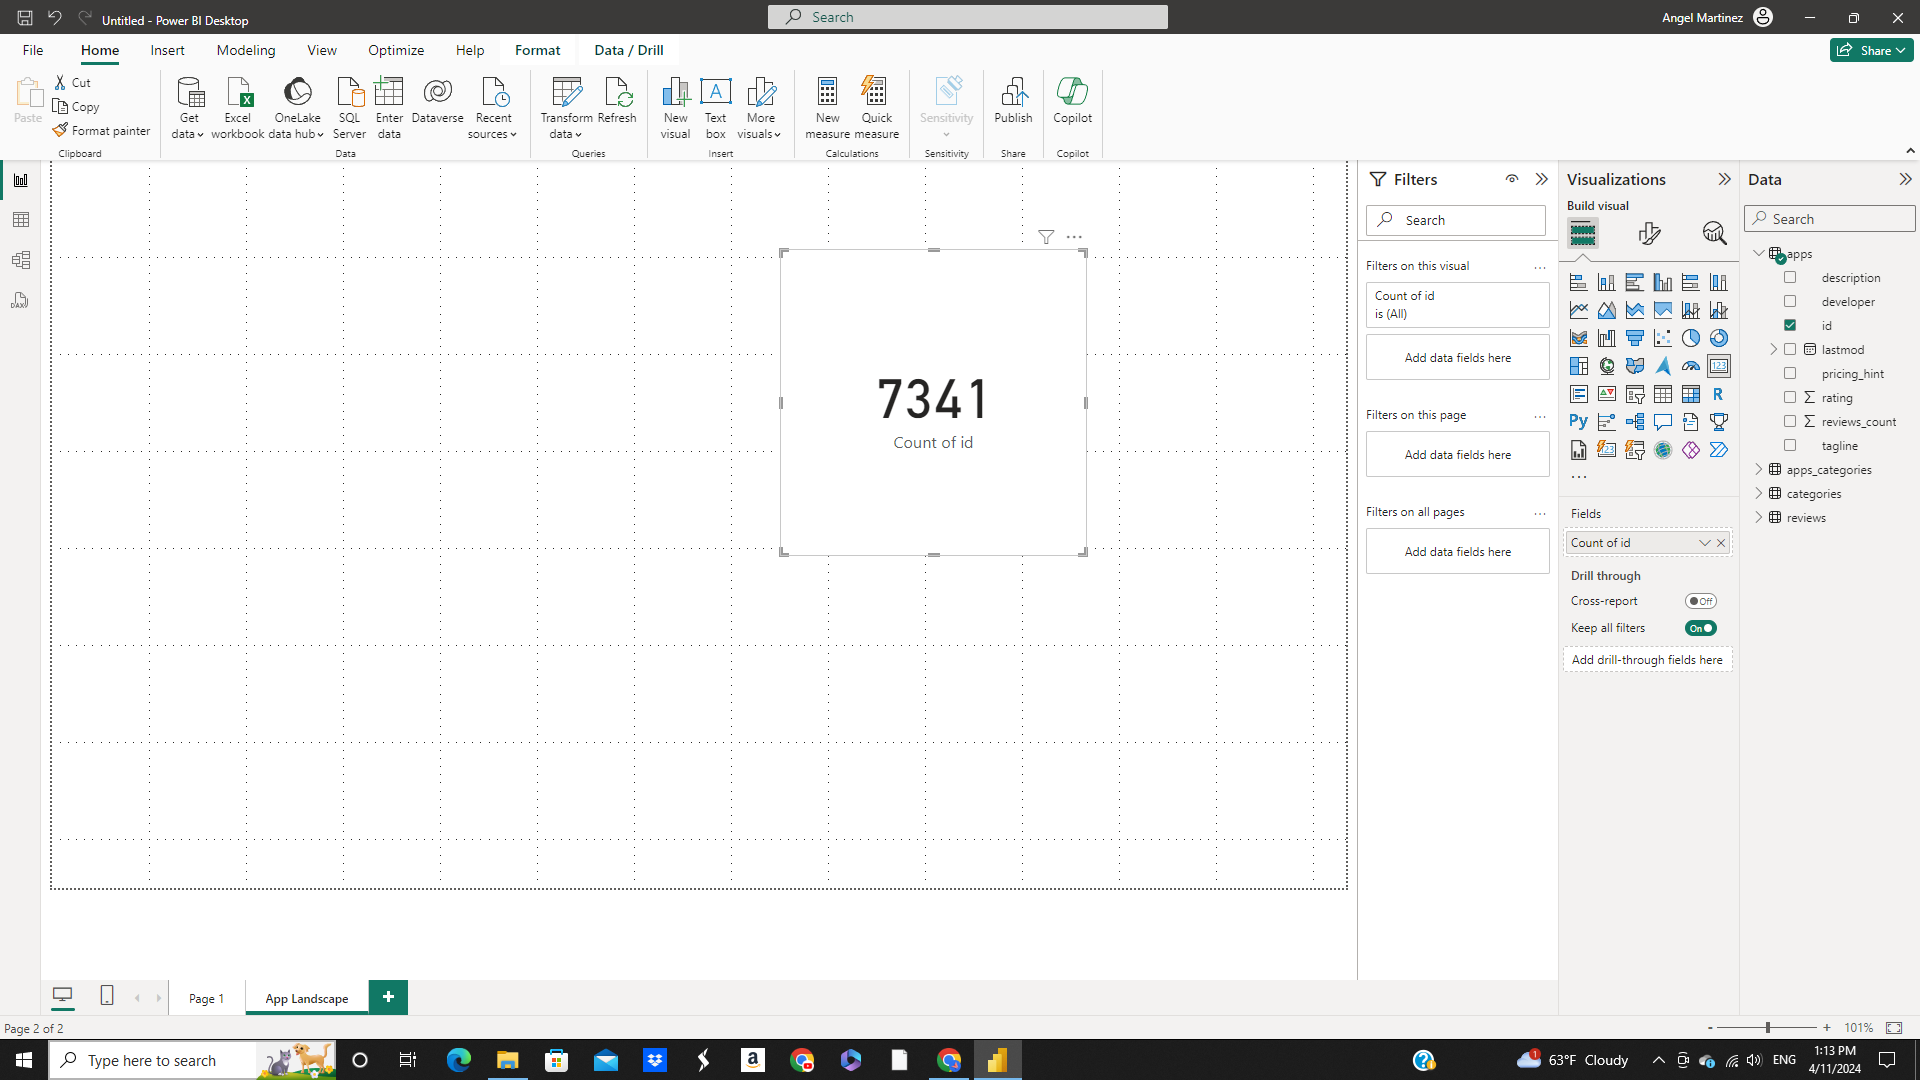 Untitled - Power BI Desktop
Search
Angel Martinez
File
Home
Insert
Modeling
View
Optimize
Help
Format
Data / Drill
Share
Paste
Cut
Copy
Format painter
Clipboard
Get data
Excel workbook
OneLake data hub
SQL Server
Enter data
Dataverse
Recent sources
Data
Transform data
Refresh
Queries
New visual
Text box
More visuals
Insert
New measure
Quick measure
Calculations
Sensitivity
Sensitivity
Publish
Share
Copilot
Copilot
DAX
7341
Count of id
Filters
Search
Filters on this visual
Count of id
is (All)
Add data fields here
Filters on this page
Add data fields here
Filters on all pages
Add data fields here
Visualizations
Build visual
123
R
Py
123
Fields
Count of id
Drill through
Cross-report
Off
Keep all filters
On
Add drill-through fields here
Data
Search
apps
description
developer
id
lastmod
pricing_hint
rating
reviews_count
tagline
apps_categories
categories
reviews
Page 1
App Landscape
Page 2 of 2
- + 101%
Type here to search
1
63°F Cloudy
ENG
1:13 PM
4/11/2024